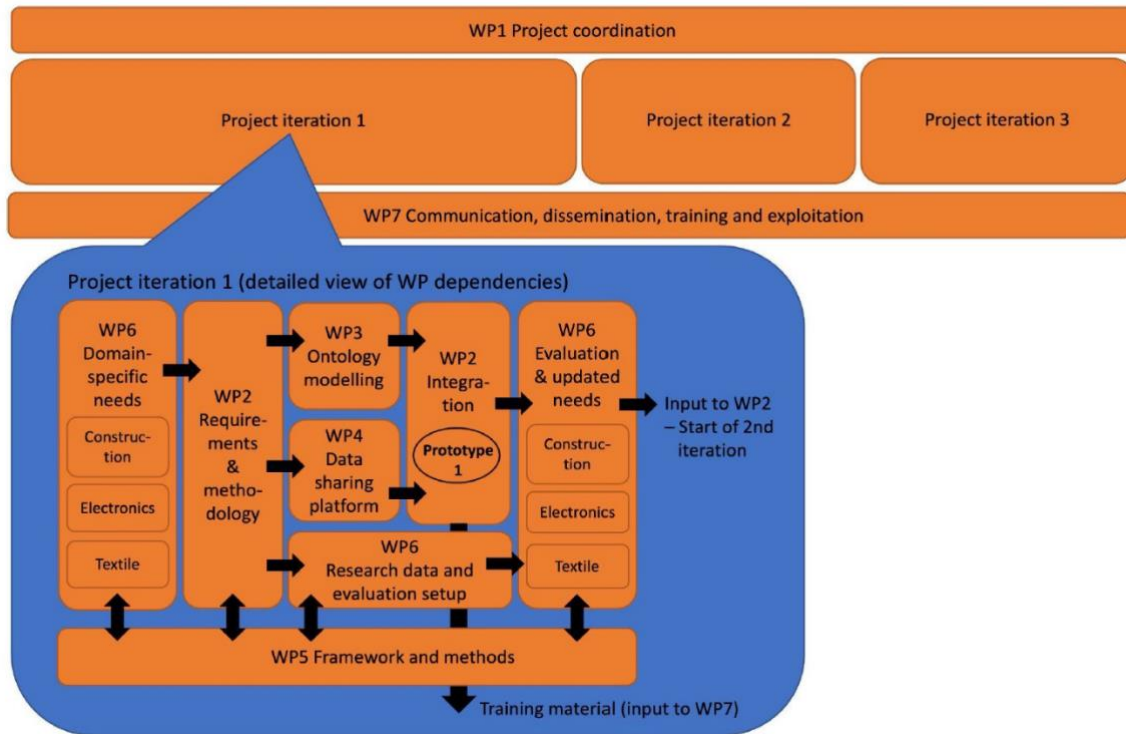 WP1 Project coordination
Project iteration 1
Project iteration 2
Project iteration 3
WP7 Communication, dissemination, training and exploitation
Project iteration 1 (detailed view of WP dependencies)
WP6
Domain-
specific
needs
Construc-
tion
Electronics
Textile
WP2
Require-
ments
&
metho-
dology
WP3
Ontology
modelling
WP4
Data
sharing
platform
WP6
Research data and
evaluation setup
WP2
Integra-
tion
Prototype
1
WP6
Evaluation
& updated
needs
Construc-
tion
Electronics
Textile
Input to WP2
– Start of 2nd
iteration
WP5 Framework and methods
Training material (input to WP7)